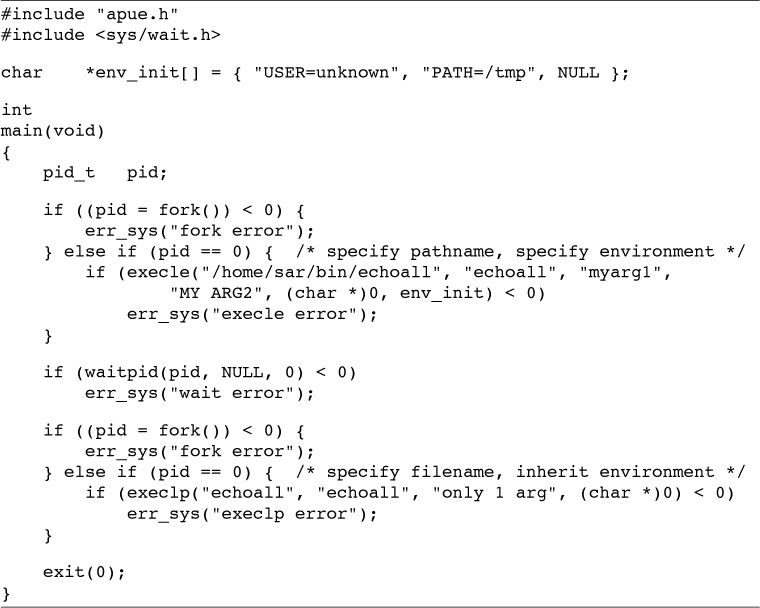 #include "apue.h"
#include <sys/wait.h>
char    *env_init[] = { "USER=unknown", "PATH=/tmp", NULL };
int
main(void)
{
    pid_t   pid;
    if ((pid = fork()) < 0) {
        err_sys("fork error");
    } else if (pid == 0) {  /* specify pathname, specify environment */
        if (execle("/home/sar/bin/echoall", "echoall", "myarg1",
                "MY ARG2", (char *)0, env_init) < 0)
            err_sys("execle error");
    }
    if (waitpid(pid, NULL, 0) < 0)
        err_sys("wait error");
    if ((pid = fork()) < 0) {
        err_sys("fork error");
    } else if (pid == 0) {  /* specify filename, inherit environment */
        if (execlp("echoall", "echoall", "only 1 arg", (char *)0) < 0)
            err_sys("execlp error");
    }
    exit(0);
}